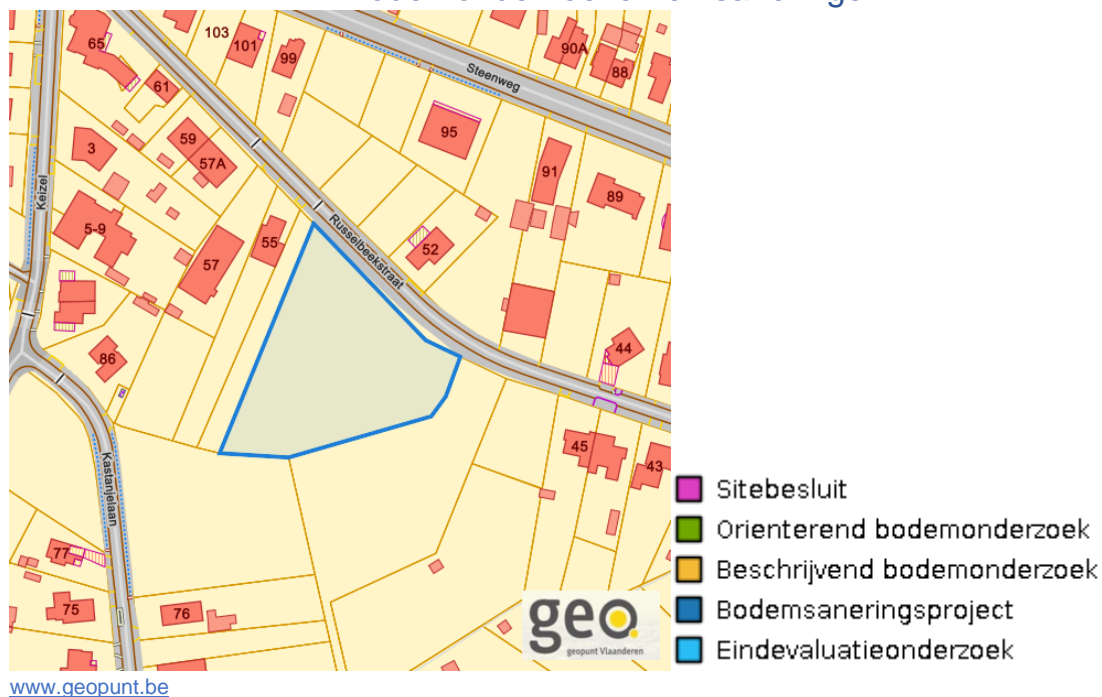 103
101
99
65
61
59
57A
3
5-9
57
55
86
Keizel
Steenweg
90A
88
95
91
89
52
Russelbeekstraat
44
45
43
Kastanjelaan
77
75
76
geo
geopunt Vlaanderen
Sitebesluit
Orienterend bodemonderzoek
Beschrijvend bodemonderzoek
Bodemsaneringsproject
Eindevaluatieonderzoek
www.geopunt.be